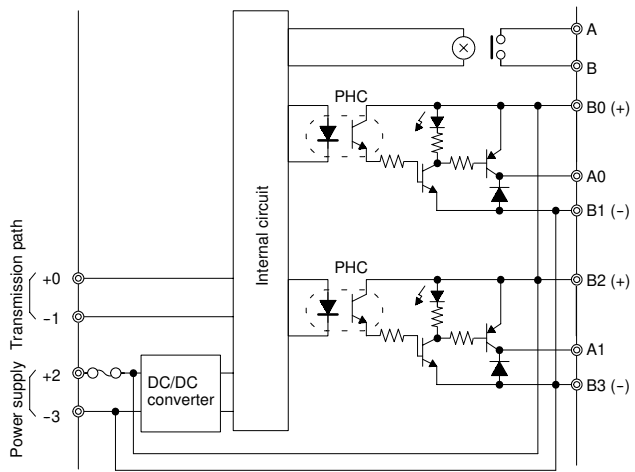 A
B
PHC
B0 (+)
A0
B1 (−)
Internal circuit
Transmission path
+0
−1
PHC
B2 (+)
A1
B3 (−)
Power supply
+2
−3
DC/DC
converter